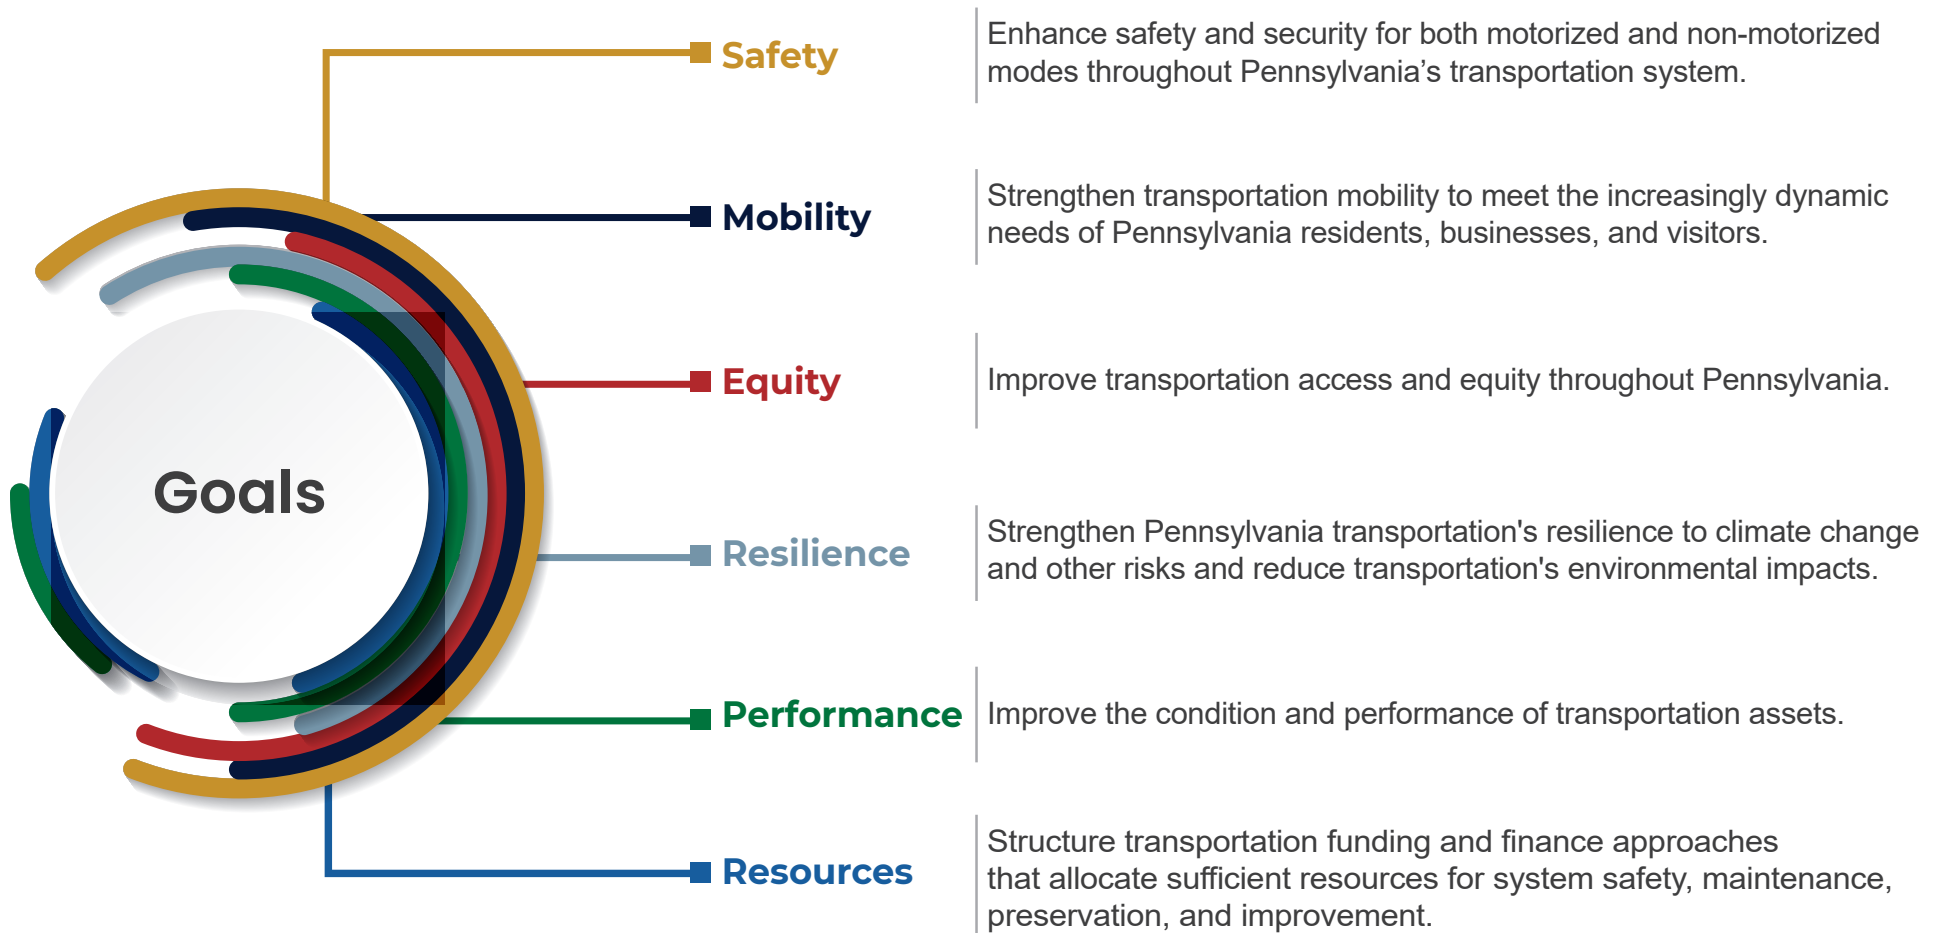 Goals
Safety
Enhance safety and security for both motorized and non-motorized
modes throughout Pennsylvania’s transportation system.
Mobility
Strengthen transportation mobility to meet the increasingly dynamic
needs of Pennsylvania residents, businesses, and visitors.
Equity
Improve transportation access and equity throughout Pennsylvania.
Resilience
Strengthen Pennsylvania transportation's resilience to climate change
and other risks and reduce transportation's environmental impacts.
Performance
Improve the condition and performance of transportation assets.
Resources
Structure transportation funding and finance approaches
that allocate sufficient resources for system safety, maintenance,
preservation, and improvement.